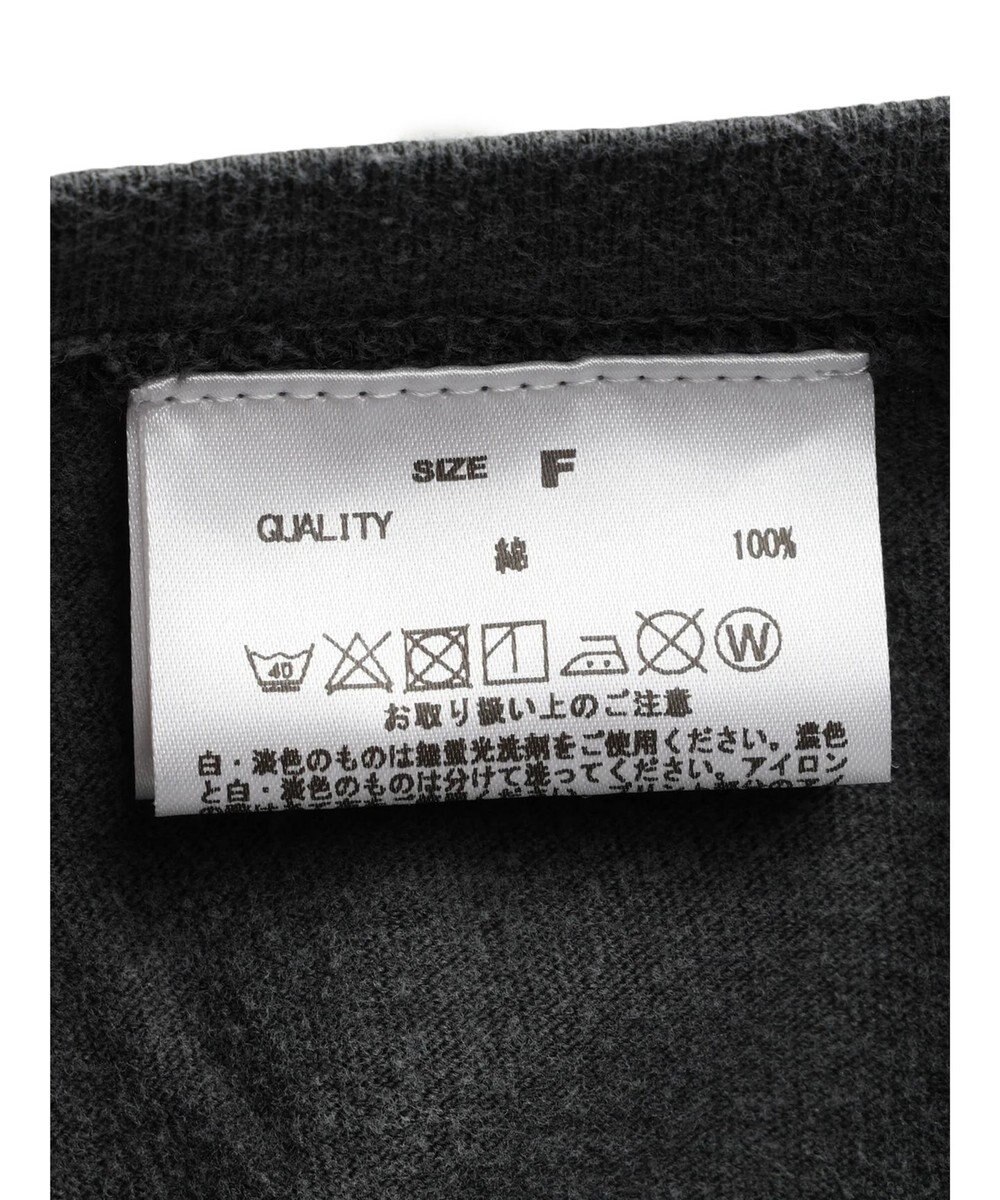 SIZE F
QUALITY
綿 100%
40
W
お取り扱い上のご注意
白・淡色のものは無蛍光洗剤をご使用ください。濃色
と白・淡色のものは分けて洗ってください。アイロン